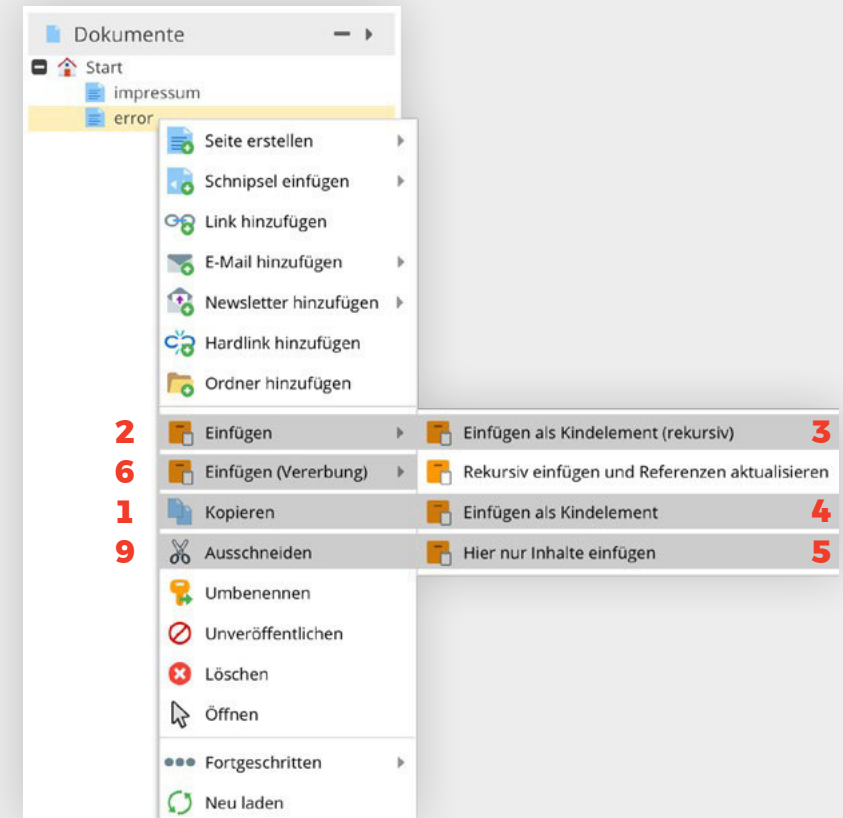 Dokumente
Start
impressum
error
Seite erstellen
Schnipsel einfügen
Link hinzufügen
E-Mail hinzufügen
Newsletter hinzufügen
Hardlink hinzufügen
Ordner hinzufügen
2 Einfügen Einfügen als Kindelement (rekursiv) 3
6 Einfügen (Vererbung) Rekursiv einfügen und Referenzen aktualisieren
1 Kopieren Einfügen als Kindelement 4
9 Ausschneiden Hier nur Inhalte einfügen 5
Umbenennen
Unveröffentlichen
Löschen
Öffnen
Fortgeschritten
Neu laden